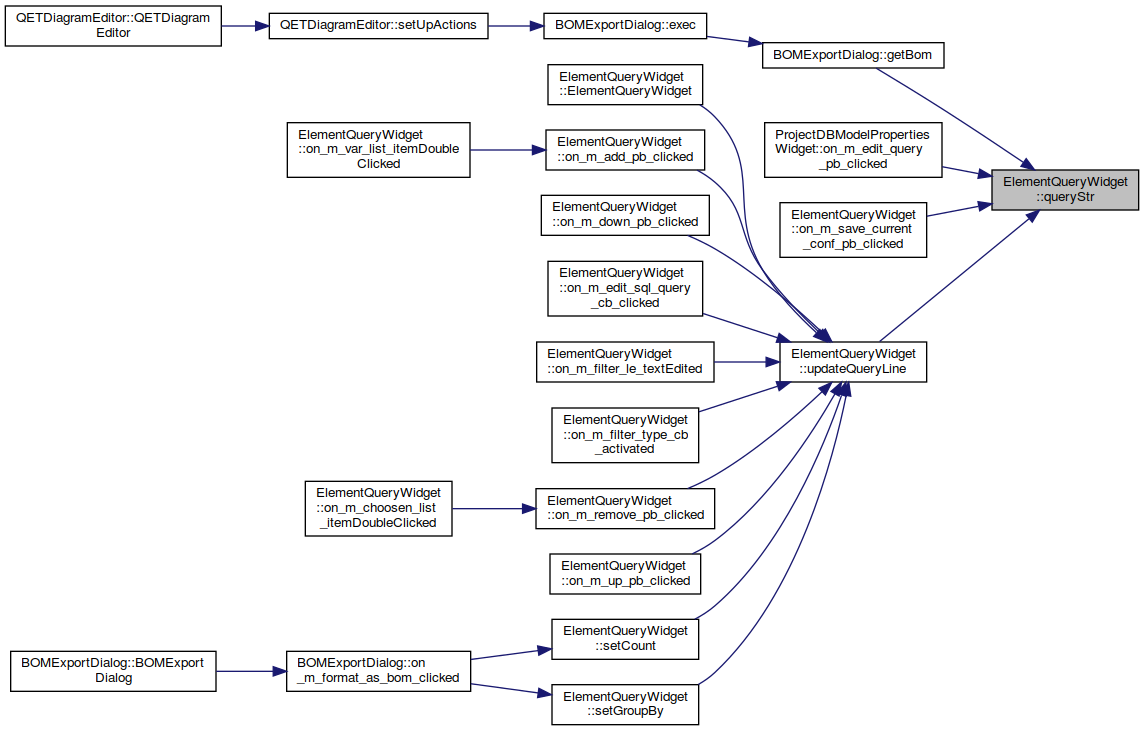 QETDiagramEditor::QETDiagram
Editor
QETDiagramEditor::setUpActions
BOMExportDialog::exec
BOMExportDialog::getBom
ElementQueryWidget
::ElementQueryWidget
ElementQueryWidget
::on_m_var_list_itemDouble
Clicked
ElementQueryWidget
::on_m_add_pb_clicked
ProjectDBModelProperties
Widget::on_m_edit_query
_pb_clicked
ElementQueryWidget
::queryStr
ElementQueryWidget
::on_m_down_pb_clicked
ElementQueryWidget
::on_m_save_current
_conf_pb_clicked
ElementQueryWidget
::on_m_edit_sql_query
_cb_clicked
ElementQueryWidget
::on_m_filter_le_textEdited
ElementQueryWidget
::updateQueryLine
ElementQueryWidget
::on_m_filter_type_cb
_activated
ElementQueryWidget
::on_m_choosen_list
_itemDoubleClicked
ElementQueryWidget
::on_m_remove_pb_clicked
ElementQueryWidget
::on_m_up_pb_clicked
ElementQueryWidget
::setCount
BOMExportDialog::BOMExport
Dialog
BOMExportDialog::on
_m_format_as_bom_clicked
ElementQueryWidget
::setGroupBy